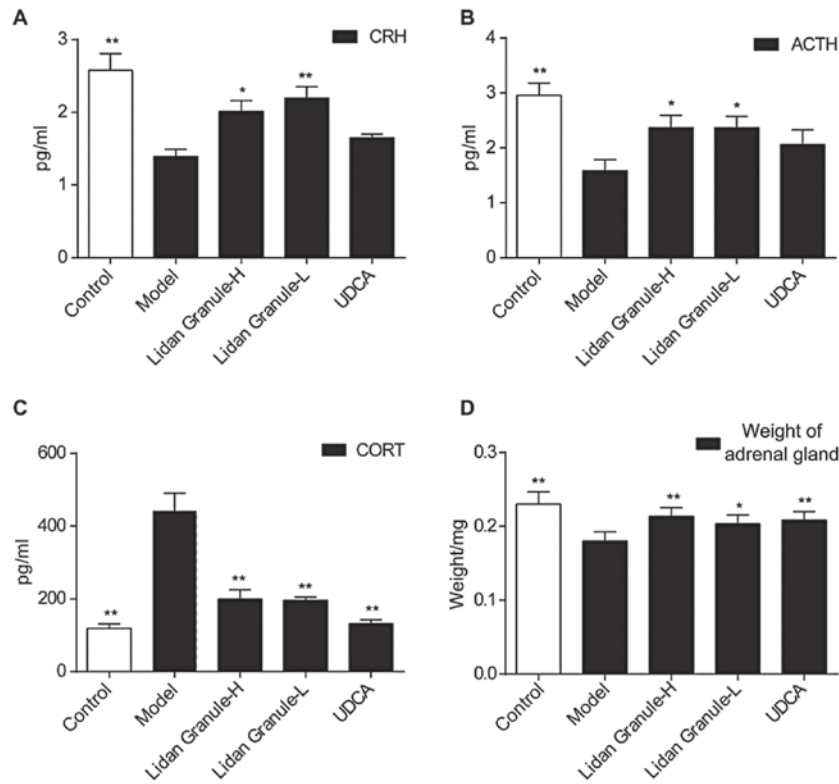 A
CRH
3
2
1
0
pg/ml
**
*
**
Control
Model
Lidan Granule-H
Lidan Granule-L
UDCA
B
ACTH
4
3
2
1
0
pg/ml
**
*
*
Control
Model
Lidan Granule-H
Lidan Granule-L
UDCA
C
CORT
600
400
200
0
pg/ml
**
**
**
**
Control
Model
Lidan Granule-H
Lidan Granule-L
UDCA
D
Weight of
adrenal gland
0.3
0.2
0.1
0.0
Weight/mg
**
**
*
**
Control
Model
Lidan Granule-H
Lidan Granule-L
UDCA